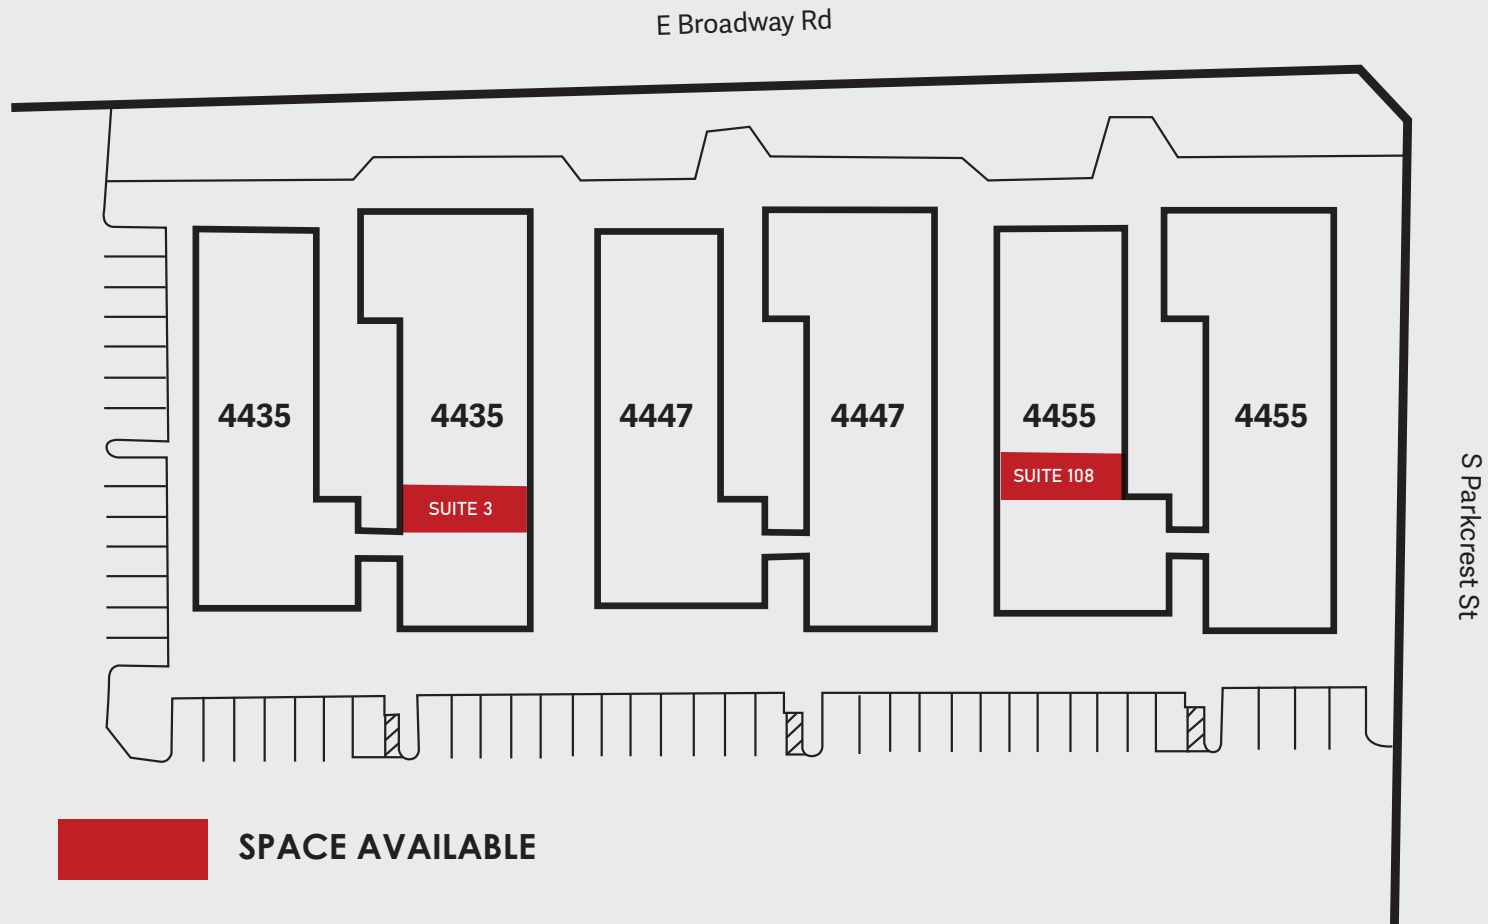 E Broadway Rd
4435
4435
4447
4447
4455
4455
SUITE 3
SUITE 108
S Parkcrest St
SPACE AVAILABLE